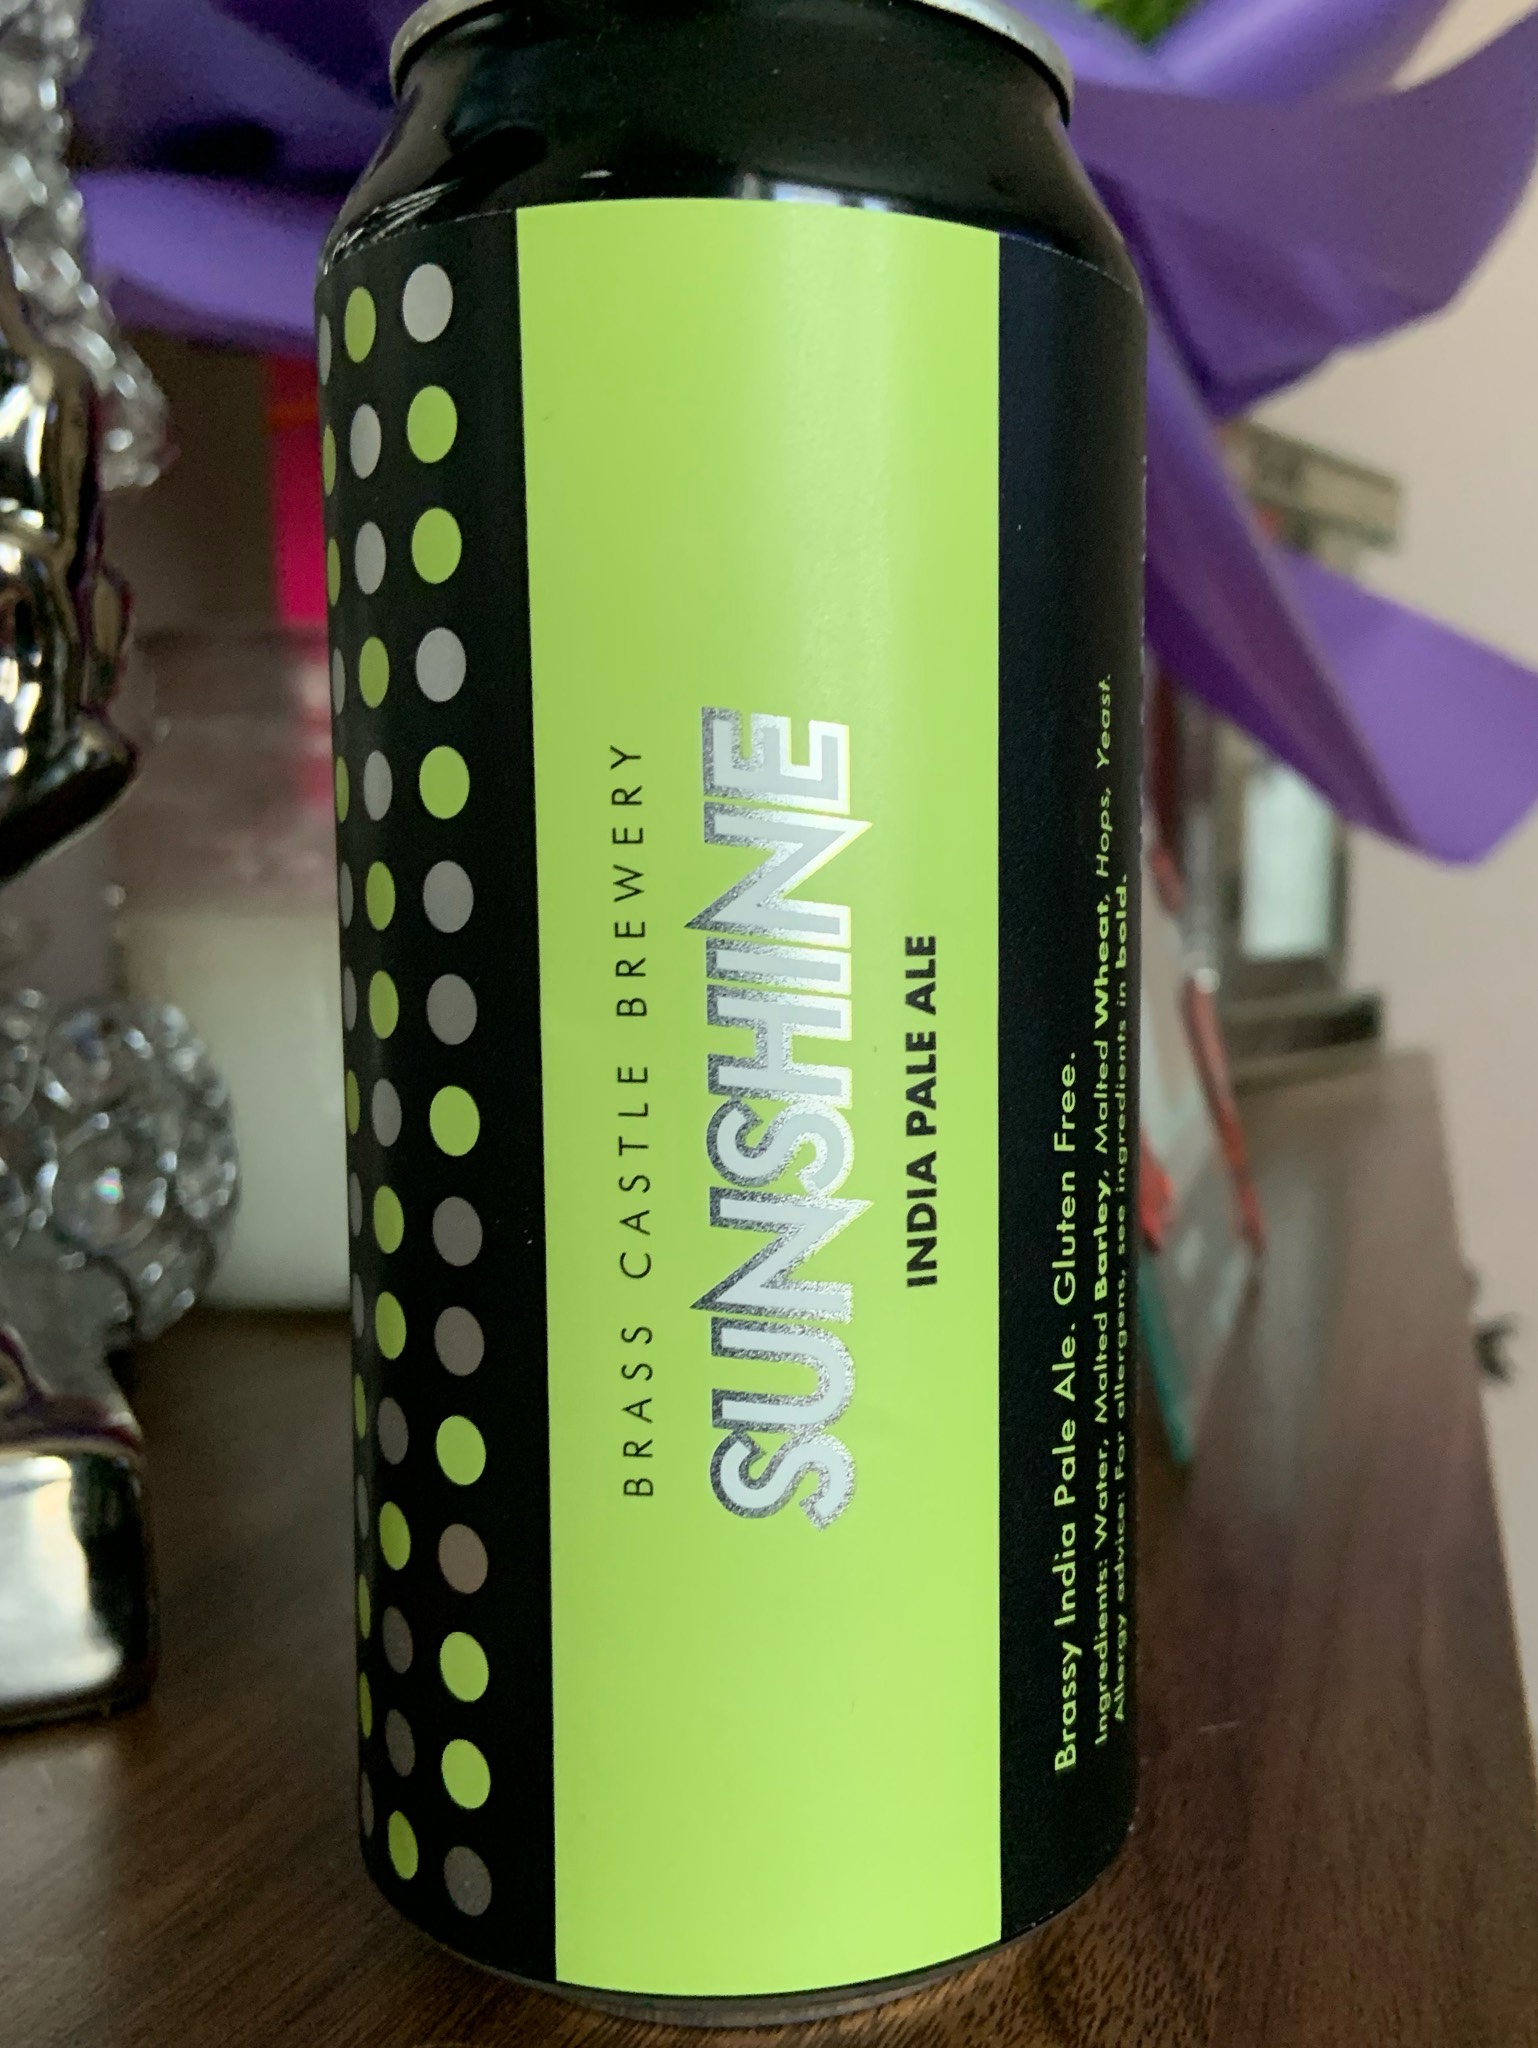 BRASS CASTLE BREWERY
SUNSHINE
INDIA PALE ALE
Brassy India Pale Ale. Gluten Free.
Ingredients: Water, Malted Barley, Malted Wheat, Hops, Yeast.
Allergy advice: For allergens, see ingredients in bold.